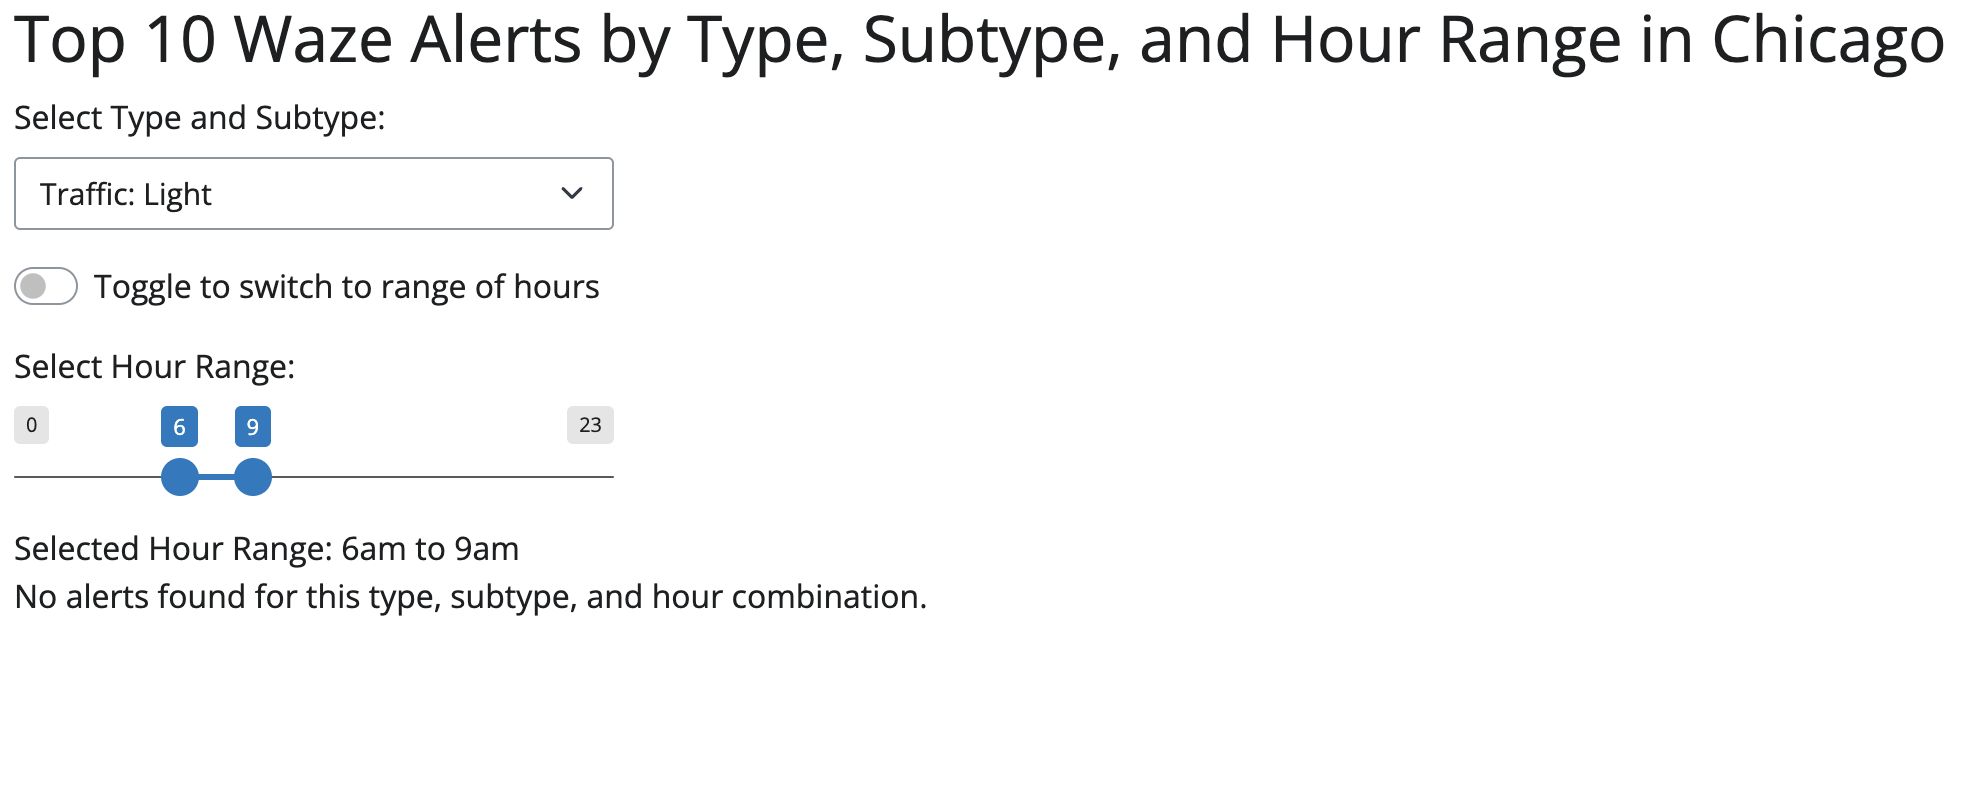 Top 10 Waze Alerts by Type, Subtype, and Hour Range in Chicago
Select Type and Subtype:
Traffic: Light
Toggle to switch to range of hours
Select Hour Range:
0 6 9 23
Selected Hour Range: 6am to 9am
No alerts found for this type, subtype, and hour combination.